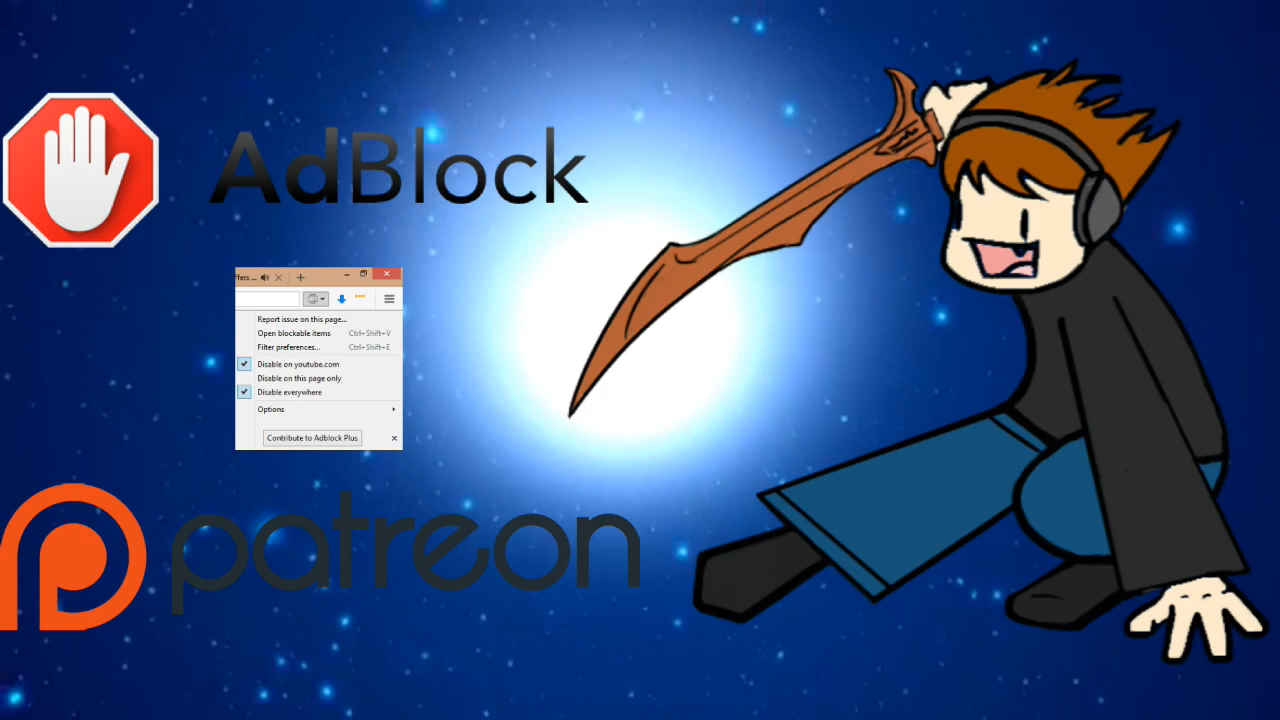 AdBlock
ffers ...
Report issue on this page...
Open blockable items Ctrl+Shift+V
Filter preferences... Ctrl+Shift+E
Disable on youtube.com
Disable on this page only
Disable everywhere
Options
Contribute to Adblock Plus
patreon